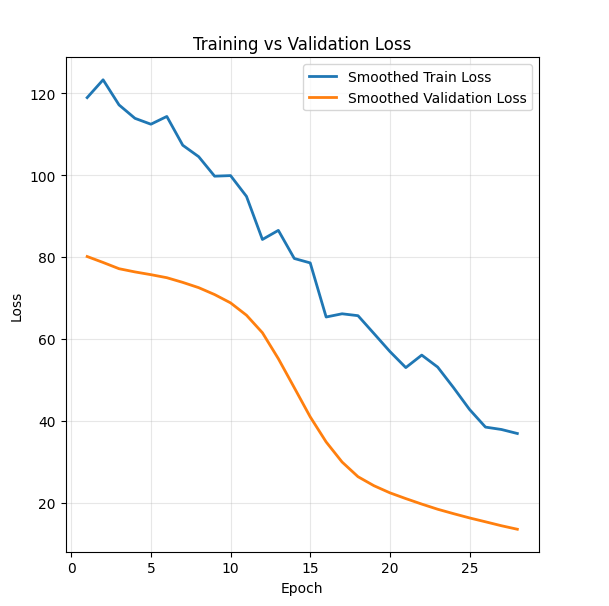 Training vs Validation Loss
Smoothed Train Loss
Smoothed Validation Loss
120
100
80
60
40
20
Loss
0 5 10 15 20 25
Epoch